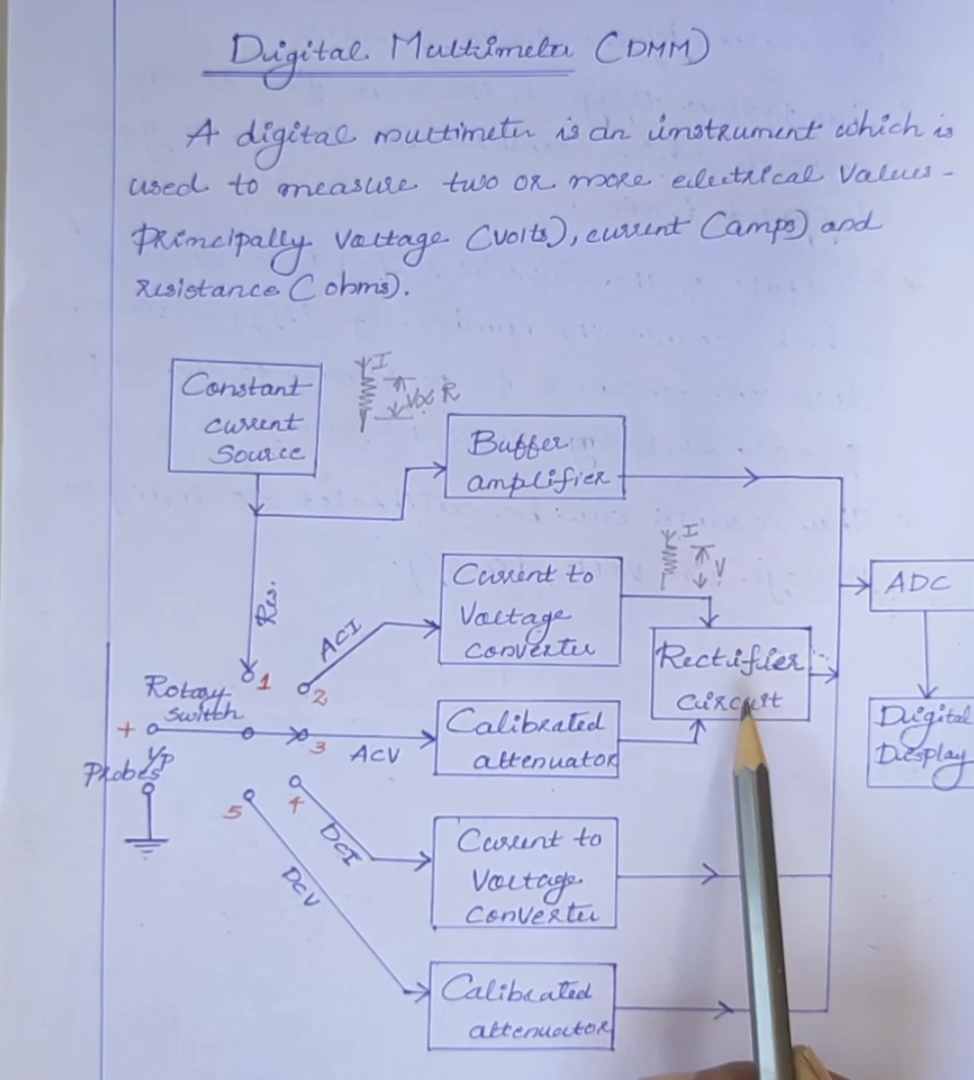 Digital Multimeter (DMM)
A digital multimeter is an instrument which is
used to measure two or more electrical values-
principally voltage (volts), current (amps) and
resistance (ohms).
Constant
current
Source
I
V∝R
Buffer
amplifier
Res.
ACI
Current to
Voltage
converter
I
V
Rectifier
circuit
ADC
Digital
Display
Rotary
switch
1
2
+
3
ACV
Calibrated
attenuator
I/P
Probes
5
4
DCI
DCV
Current to
Voltage
Converter
Calibrated
attenuator